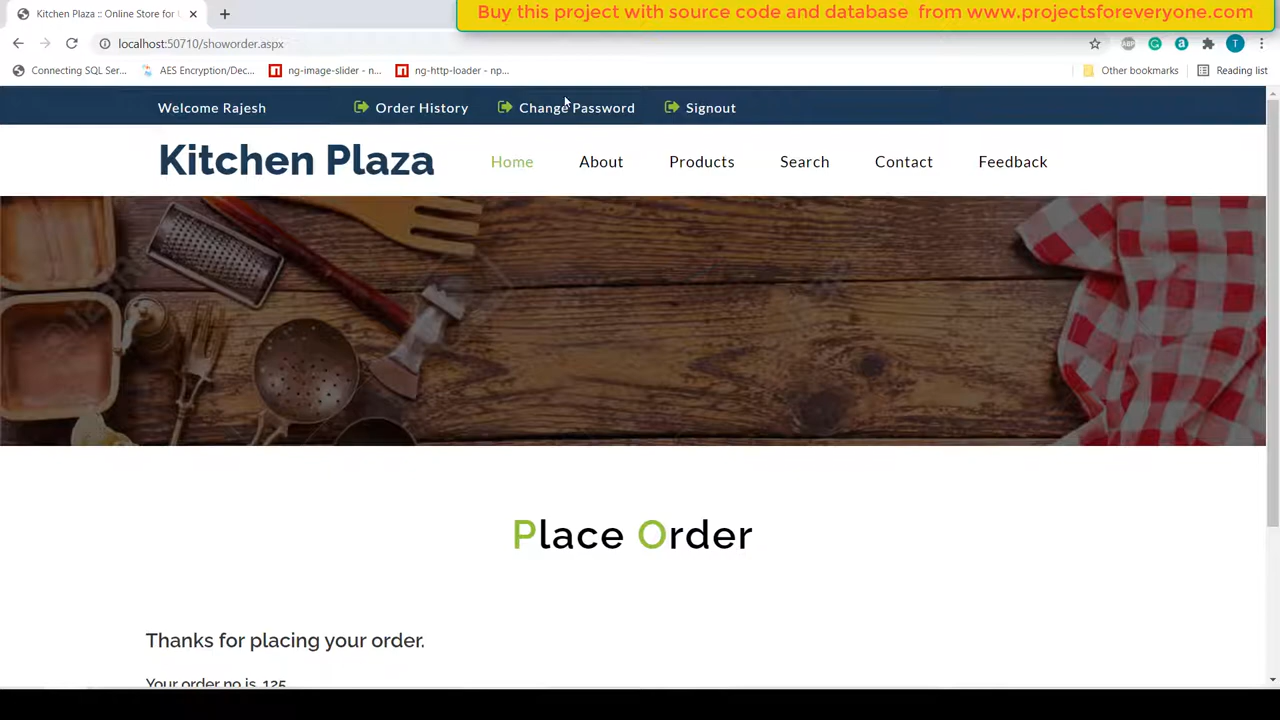 Kitchen Plaza :: Online Store for
Buy this project with source code and database from www.projectsforeveryone.com
localhost:50710/showorder.aspx
Connecting SQL Ser...
AES Encryption/Dec...
ng-image-slider - n...
ng-http-loader - np...
Other bookmarks
Reading list
Welcome Rajesh
Order History
Change Password
Signout
Kitchen Plaza
Home
About
Products
Search
Contact
Feedback
Place Order
Thanks for placing your order.
Your order no is 125